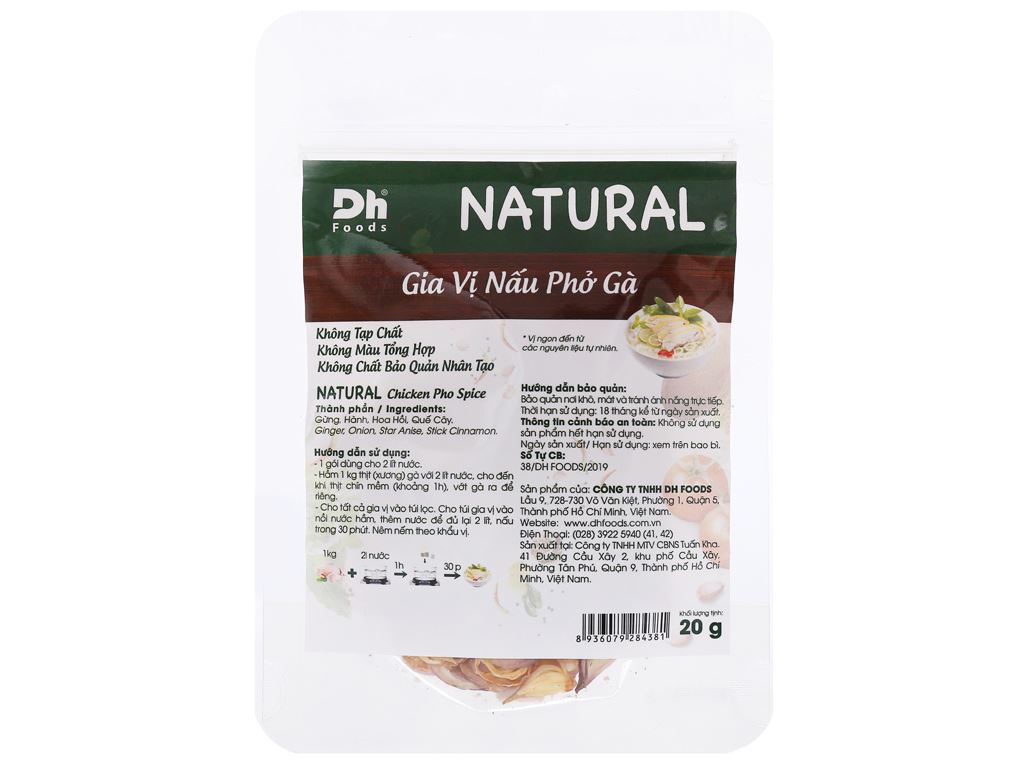 Dh®
Foods
NATURAL
Gia Vị Nấu Phở Gà
Không Tạp Chất
Không Màu Tổng Hợp
Không Chất Bảo Quản Nhân Tạo
* Vị ngon đến từ
các nguyên liệu tự nhiên.
NATURAL Chicken Pho Spice
Thành phần / Ingredients:
Gừng, Hành, Hoa Hồi, Quế Cây.
Ginger, Onion, Star Anise, Stick Cinnamon.
Hướng dẫn sử dụng:
- 1 gói dùng cho 2 lít nước.
- Hầm 1 kg thịt (xương) gà với 2 lít nước, cho đến
khi thịt chín mềm (khoảng 1h), vớt gà ra để
riêng.
- Cho tất cả gia vị vào túi lọc. Cho túi gia vị vào
nồi nước hầm, thêm nước để đủ lại 2 lít, nấu
trong 30 phút. Nêm nếm theo khẩu vị.
1kg + 2l nước 1h 30 p
Hướng dẫn bảo quản:
Bảo quản nơi khô, mát và tránh ánh nắng trực tiếp.
Thời hạn sử dụng: 18 tháng kể từ ngày sản xuất.
Thông tin cảnh báo an toàn: Không sử dụng
sản phẩm hết hạn sử dụng.
Ngày sản xuất/ Hạn sử dụng: xem trên bao bì.
Số Tự CB:
38/DH FOODS/2019
Sản phẩm của: CÔNG TY TNHH DH FOODS
Lầu 9, 728-730 Võ Văn Kiệt, Phường 1, Quận 5,
Thành phố Hồ Chí Minh, Việt Nam.
Website: www.dhfoods.com.vn
Điện Thoại: (028) 3922 5940 (41, 42)
Sản xuất tại: Công ty TNHH MTV CBNS Tuấn Kha.
41 Đường Cầu Xây 2, khu phố Cầu Xây,
Phường Tân Phú, Quận 9, Thành phố Hồ Chí
Minh, Việt Nam.
8 936079 284381
Khối lượng tịnh:
20 g